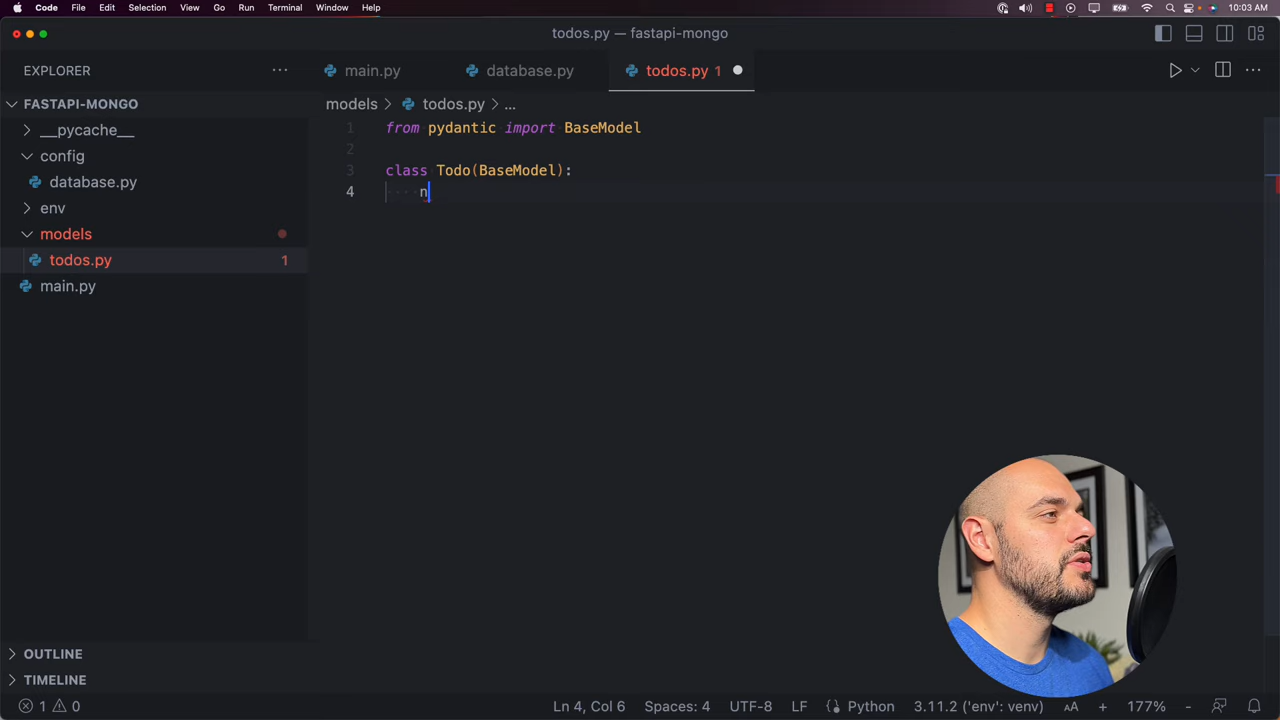 Code File Edit Selection View Go Run Terminal Window Help 10:03 AM
todos.py — fastapi-mongo
EXPLORER ...
main.py database.py todos.py 1
FASTAPI-MONGO
models > todos.py > ...
__pycache__
config
database.py
env
models
todos.py 1
main.py
1 from pydantic import BaseModel
2
3 class Todo(BaseModel):
4 n
OUTLINE
TIMELINE
1 0 Ln 4, Col 6 Spaces: 4 UTF-8 LF Python 3.11.2 ('env': venv) AA + 177% -